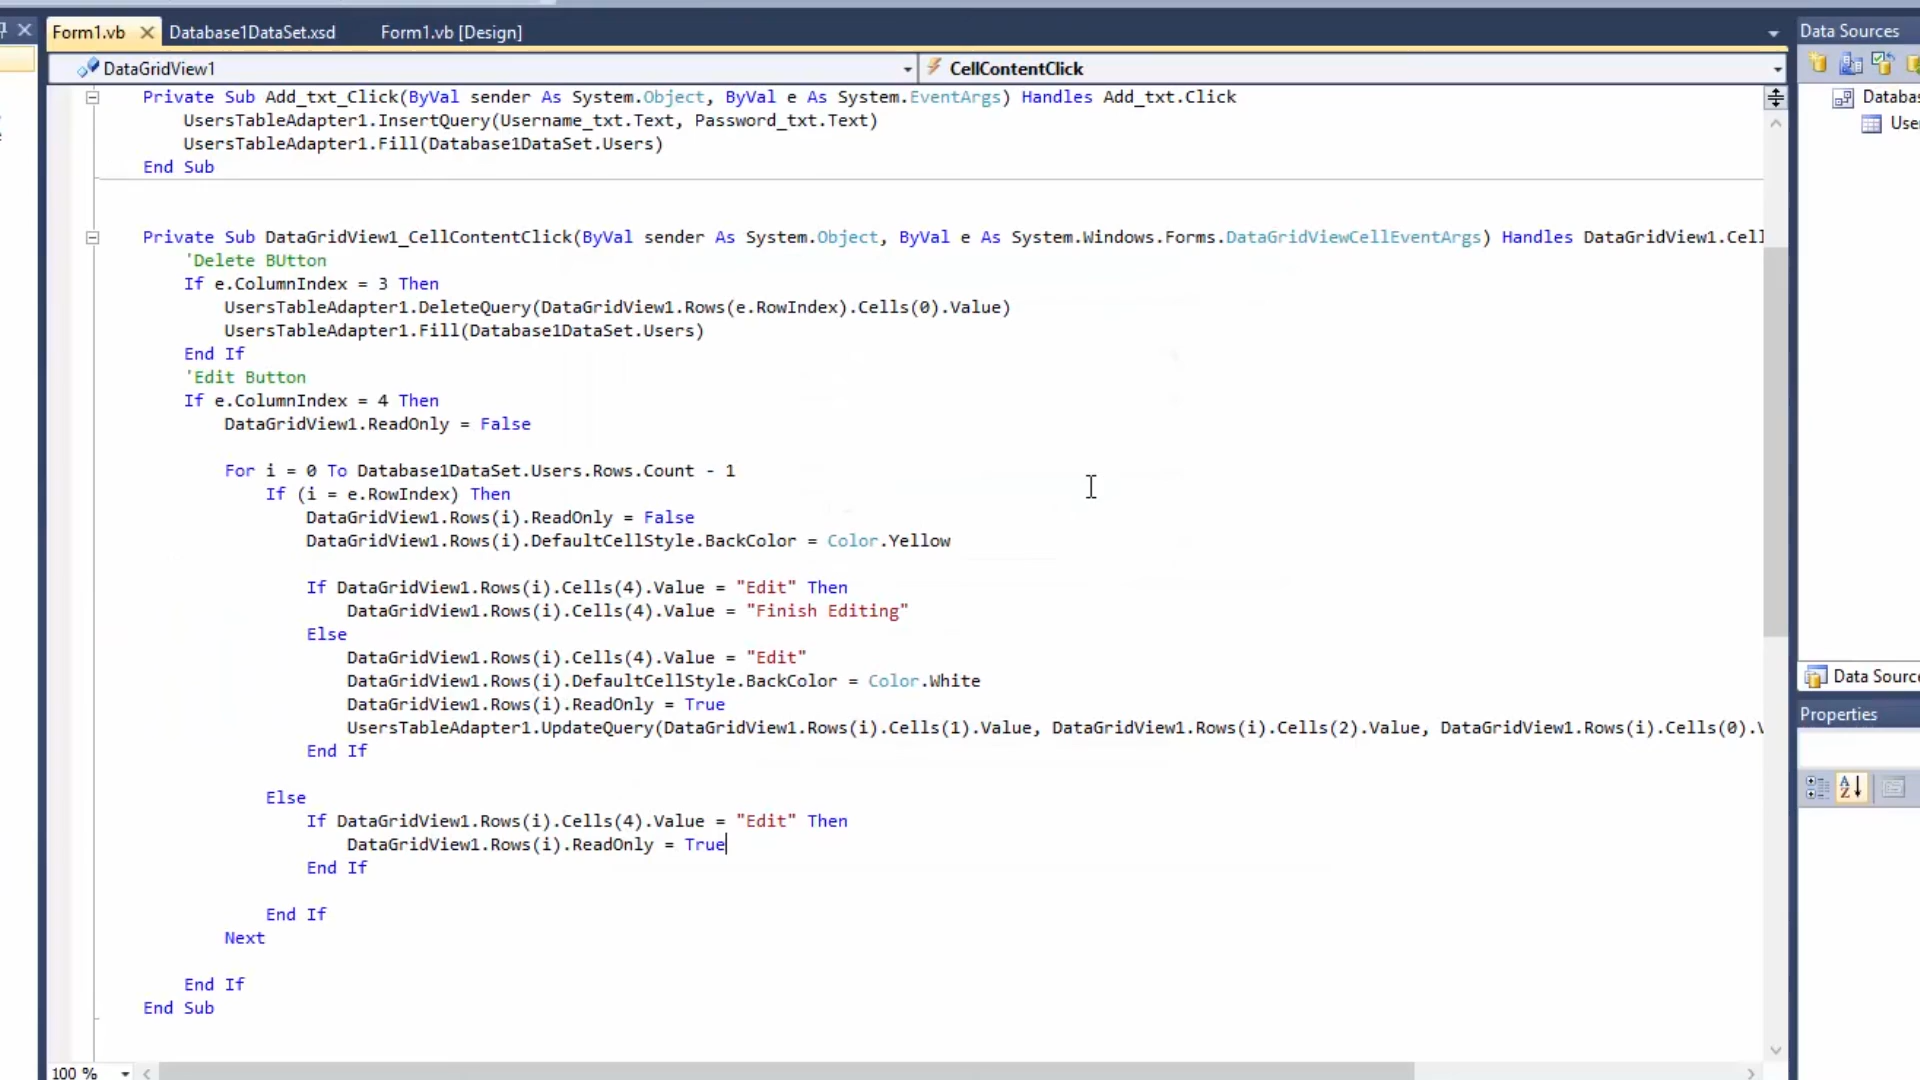 Form1.vb
Database1DataSet.xsd
Form1.vb [Design]
Data Sources
DataGridView1
CellContentClick
Private Sub Add_txt_Click(ByVal sender As System.Object, ByVal e As System.EventArgs) Handles Add_txt.Click
UsersTableAdapter1.InsertQuery(Username_txt.Text, Password_txt.Text)
UsersTableAdapter1.Fill(Database1DataSet.Users)
End Sub
Private Sub DataGridView1_CellContentClick(ByVal sender As System.Object, ByVal e As System.Windows.Forms.DataGridViewCellEventArgs) Handles DataGridView1.Cell
'Delete BUtton
If e.ColumnIndex = 3 Then
UsersTableAdapter1.DeleteQuery(DataGridView1.Rows(e.RowIndex).Cells(0).Value)
UsersTableAdapter1.Fill(Database1DataSet.Users)
End If
'Edit Button
If e.ColumnIndex = 4 Then
DataGridView1.ReadOnly = False
For i = 0 To Database1DataSet.Users.Rows.Count - 1
If (i = e.RowIndex) Then
DataGridView1.Rows(i).ReadOnly = False
DataGridView1.Rows(i).DefaultCellStyle.BackColor = Color.Yellow
If DataGridView1.Rows(i).Cells(4).Value = "Edit" Then
DataGridView1.Rows(i).Cells(4).Value = "Finish Editing"
Else
DataGridView1.Rows(i).Cells(4).Value = "Edit"
DataGridView1.Rows(i).DefaultCellStyle.BackColor = Color.White
DataGridView1.Rows(i).ReadOnly = True
UsersTableAdapter1.UpdateQuery(DataGridView1.Rows(i).Cells(1).Value, DataGridView1.Rows(i).Cells(2).Value, DataGridView1.Rows(i).Cells(0).V
End If
Else
If DataGridView1.Rows(i).Cells(4).Value = "Edit" Then
DataGridView1.Rows(i).ReadOnly = True
End If
End If
Next
End If
End Sub
100 %
Databas
Use
Data Sourc
Properties